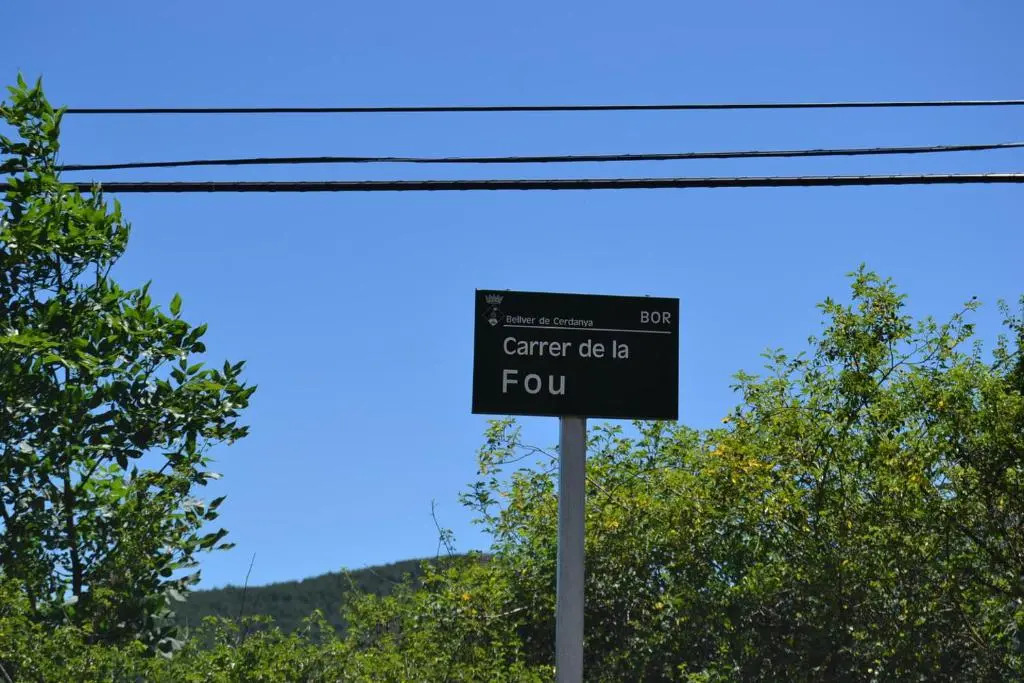 Bellver de Cerdanya BOR
Carrer de la
Fou